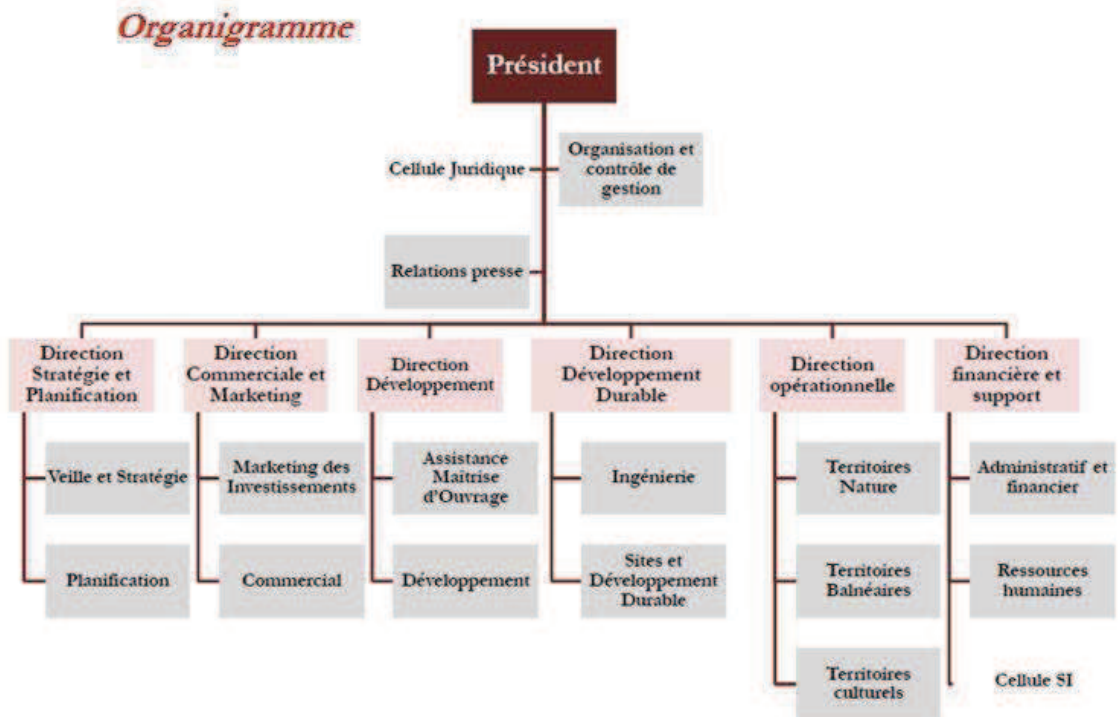 Organigramme
Président
Cellule Juridique
Organisation et
contrôle de
gestion
Relations presse
Direction
Stratégie et
Planification
Direction
Commerciale et
Marketing
Direction
Développement
Direction
Développement
Durable
Direction
opérationnelle
Direction
financière et
support
Veille et Stratégie
Marketing des
Investissements
Assistance
Maîtrise
d'Ouvrage
Ingénierie
Territoires
Nature
Administratif et
financier
Planification
Commercial
Développement
Sites et
Développement
Durable
Territoires
Balnéaires
Ressources
humaines
Territoires
culturels
Cellule SI